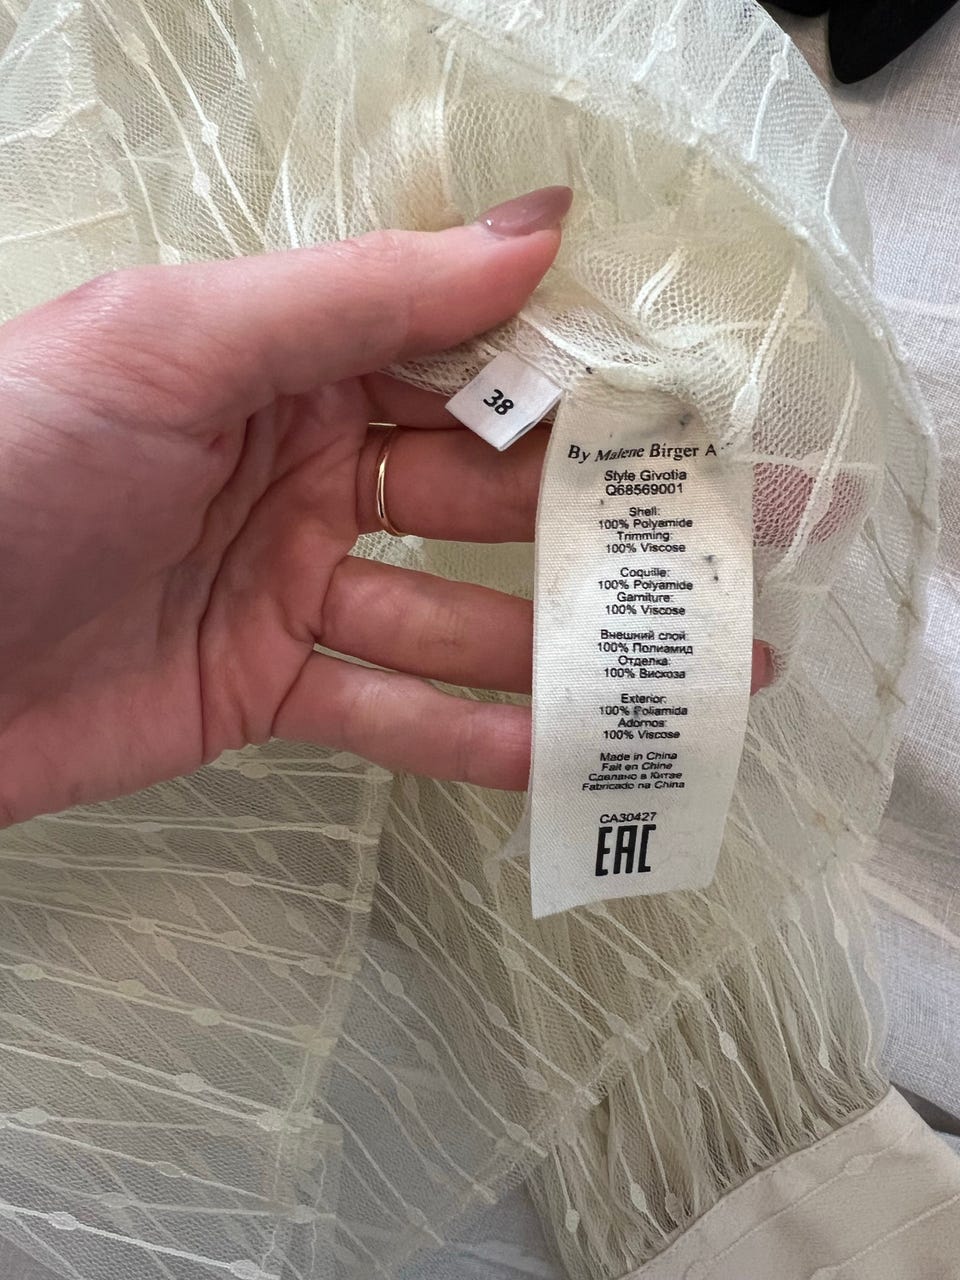 38
By Malene Birger A
Style Givotia
Q68569001
Shell:
100% Polyamide
Trimming:
100% Viscose
Coquille:
100% Polyamide
Garniture:
100% Viscose
Внешний слой:
100% Полиамид
Отделка:
100% Вискоза
Exterior:
100% Poliamida
Adornos:
100% Viscose
Made in China
Fait en Chine
Сделано в Китае
Fabricado na China
CA30427
EAC